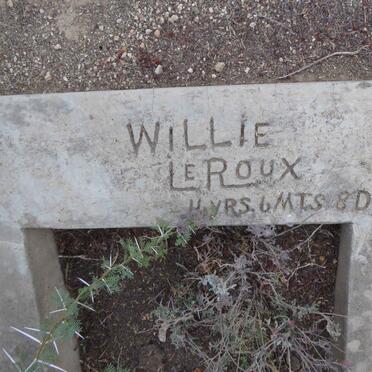 WiLLIE
LEROUX
11 YRS. 6 MTS 8 D